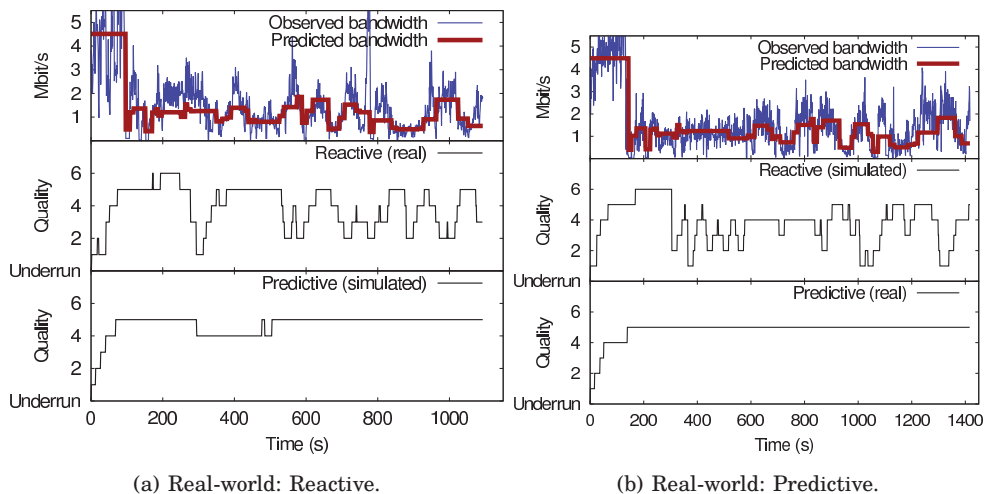 Observed bandwidth
Predicted bandwidth
5
4
3
2
1
Mbit/s
Reactive (real)
6
4
2
Quality
Underrun
Predictive (simulated)
6
4
2
Quality
Underrun
0 200 400 600 800 1000
Time (s)
(a) Real-world: Reactive.
Observed bandwidth
Predicted bandwidth
5
4
3
2
1
Mbit/s
Reactive (simulated)
6
4
2
Quality
Underrun
Predictive (real)
6
4
2
Quality
Underrun
0 200 400 600 800 1000 1200 1400
Time (s)
(b) Real-world: Predictive.